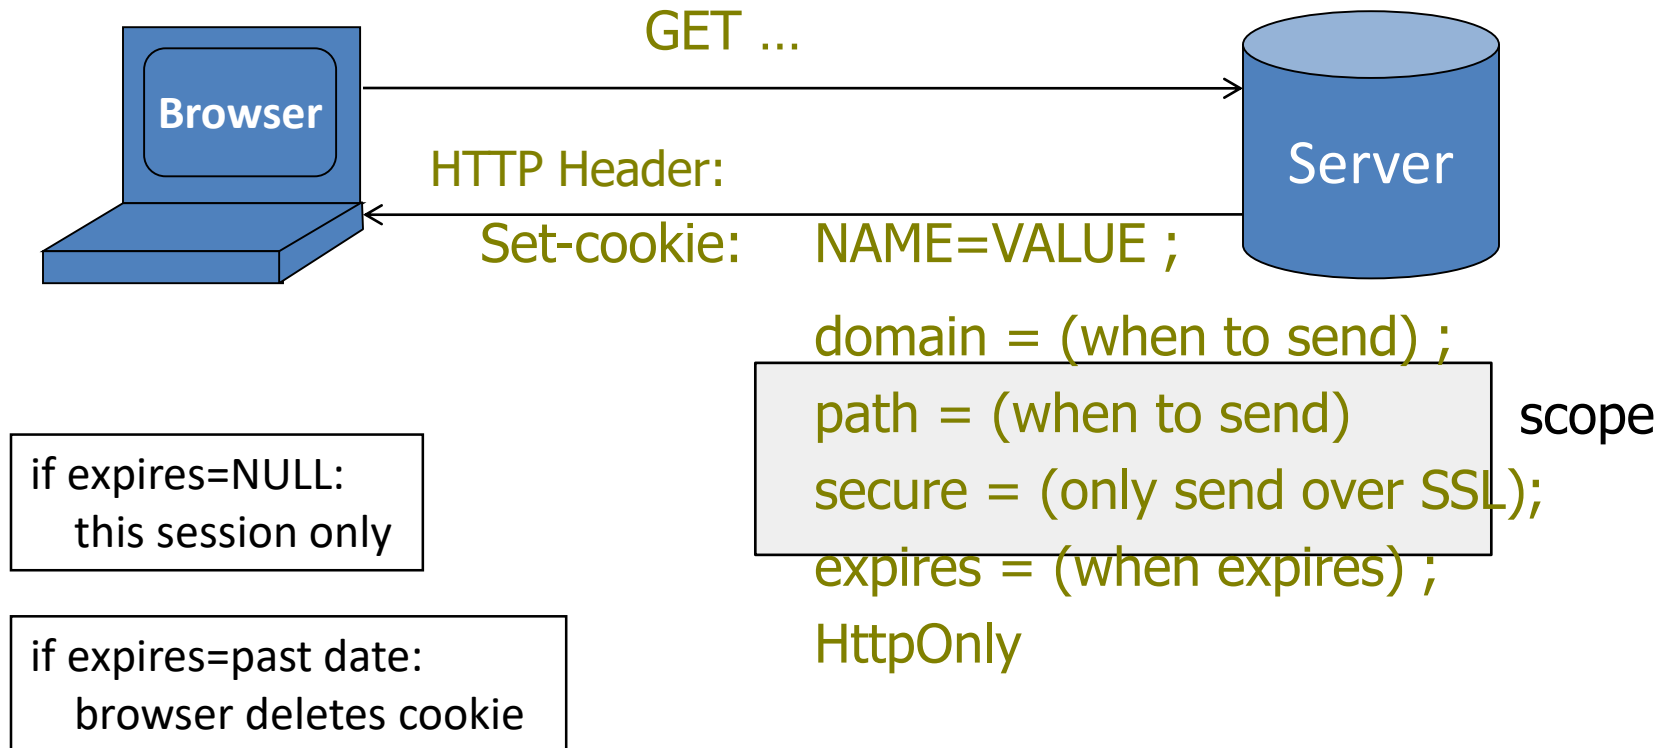 GET ...
Browser
Server
HTTP Header:
Set-cookie: NAME=VALUE ;
domain = (when to send) ;
path = (when to send)
scope
secure = (only send over SSL);
expires = (when expires) ;
HttpOnly
if expires=NULL:
this session only
if expires=past date:
browser deletes cookie